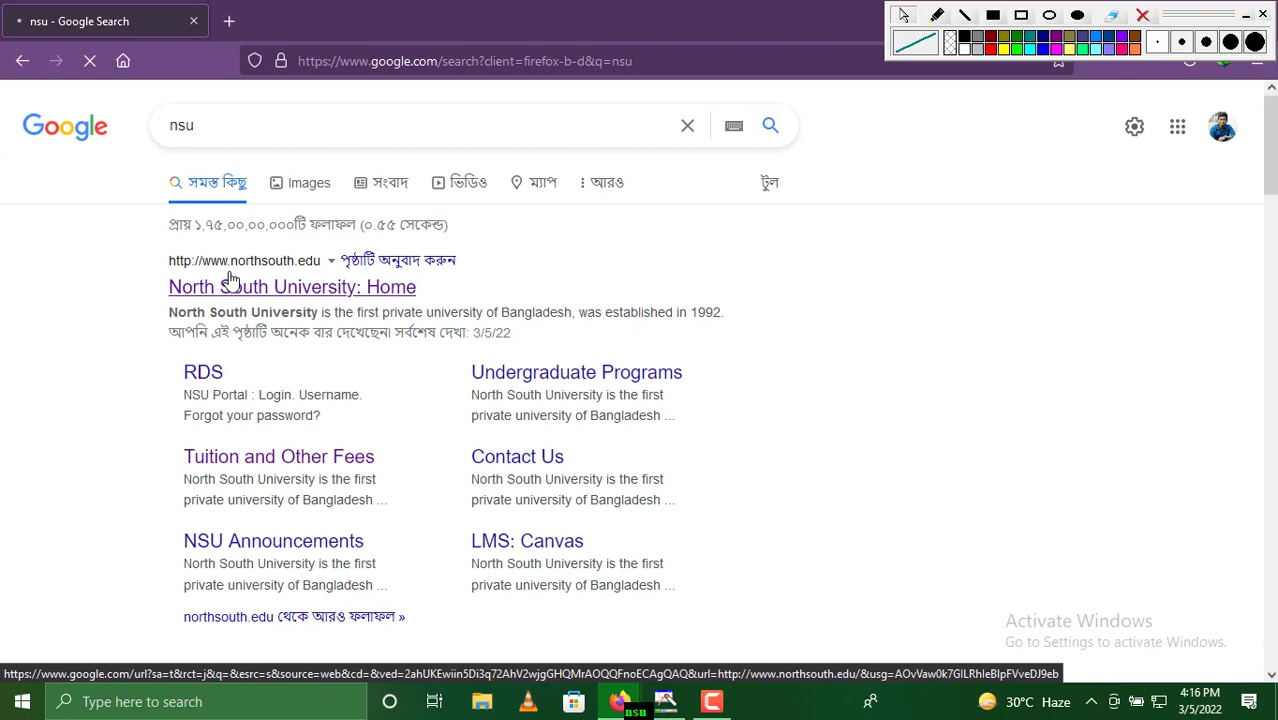 nsu - Google Search
https://www.google.com/search?client=firefox-b-d&q=nsu
Google
nsu
সমস্ত কিছু
Images
সংবাদ
ভিডিও
ম্যাপ
আরও
টুল
প্রায় ১,৭৫,০০,০০,০০০টি ফলাফল (০.৫৫ সেকেন্ড)
http://www.northsouth.edu পৃষ্ঠাটি অনুবাদ করুন
North South University: Home
North South University is the first private university of Bangladesh, was established in 1992.
আপনি এই পৃষ্ঠাটি অনেক বার দেখেছেন। সর্বশেষ দেখা: 3/5/22
RDS
NSU Portal : Login. Username.
Forgot your password?
Undergraduate Programs
North South University is the first
private university of Bangladesh ...
Tuition and Other Fees
North South University is the first
private university of Bangladesh ...
Contact Us
North South University is the first
private university of Bangladesh ...
NSU Announcements
North South University is the first
private university of Bangladesh ...
LMS: Canvas
North South University is the first
private university of Bangladesh ...
northsouth.edu থেকে আরও ফলাফল »
Activate Windows
Go to Settings to activate Windows.
Type here to search
nsu
30°C Haze
4:16 PM
3/5/2022